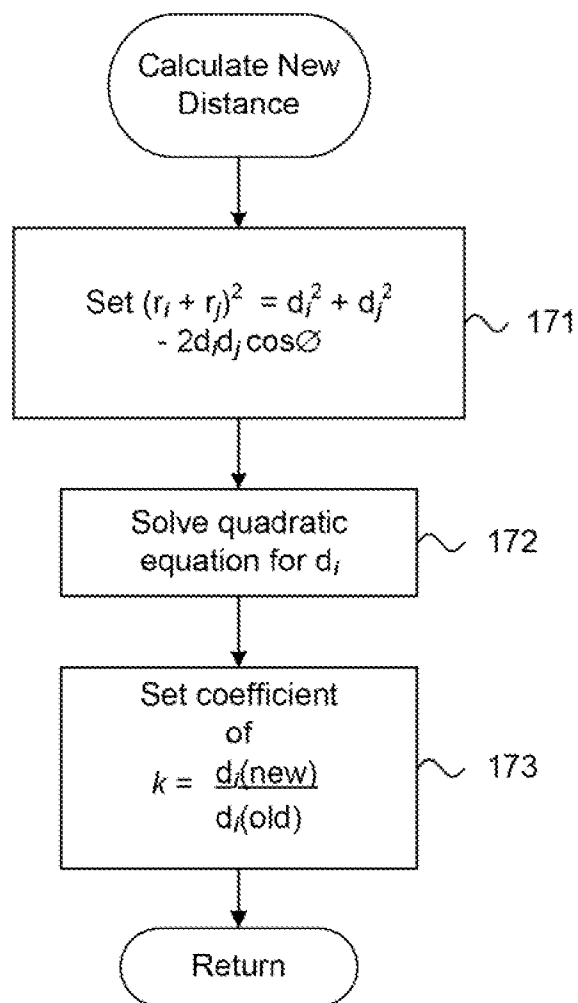 Calculate New
Distance
Set (rᵢ + rⱼ)² = dᵢ² + dⱼ²
- 2dᵢdⱼ cos∅
171
Solve quadratic
equation for dᵢ
172
Set coefficient
of
k = dᵢ(new)
dᵢ(old)
173
Return